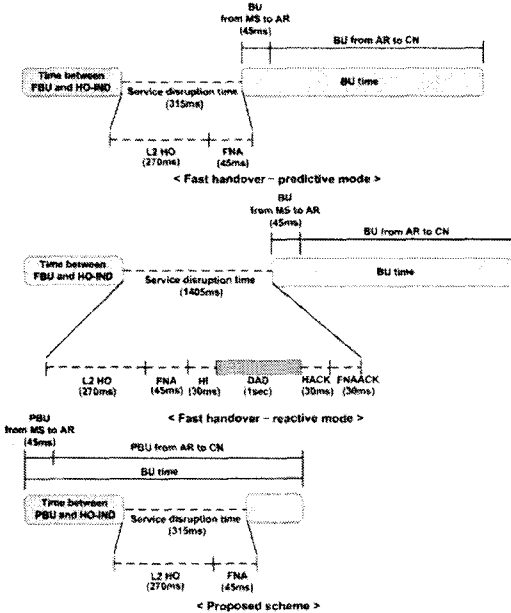 BU
from MS to AR
(45ms)
BU from AR to CN
Time between
FBU and HO-IND
BU time
Service disruption time
(315ms)
L2 HO
(270ms)
FNA
(45ms)
< Fast handover – predictive mode >
BU
from MS to AR
(45ms)
BU from AR to CN
Time between
FBU and HO-IND
BU time
Service disruption time
(1405ms)
L2 HO
(270ms)
FNA
(45ms)
HI
(30ms)
DAD
(1sec)
HACK
(30ms)
FNAACK
(30ms)
< Fast handover – reactive mode >
PBU
from MS to AR
(45ms)
PBU from AR to CN
BU time
Time between
PBU and HO-IND
Service disruption time
(315ms)
L2 HO
(270ms)
FNA
(45ms)
< Proposed scheme >